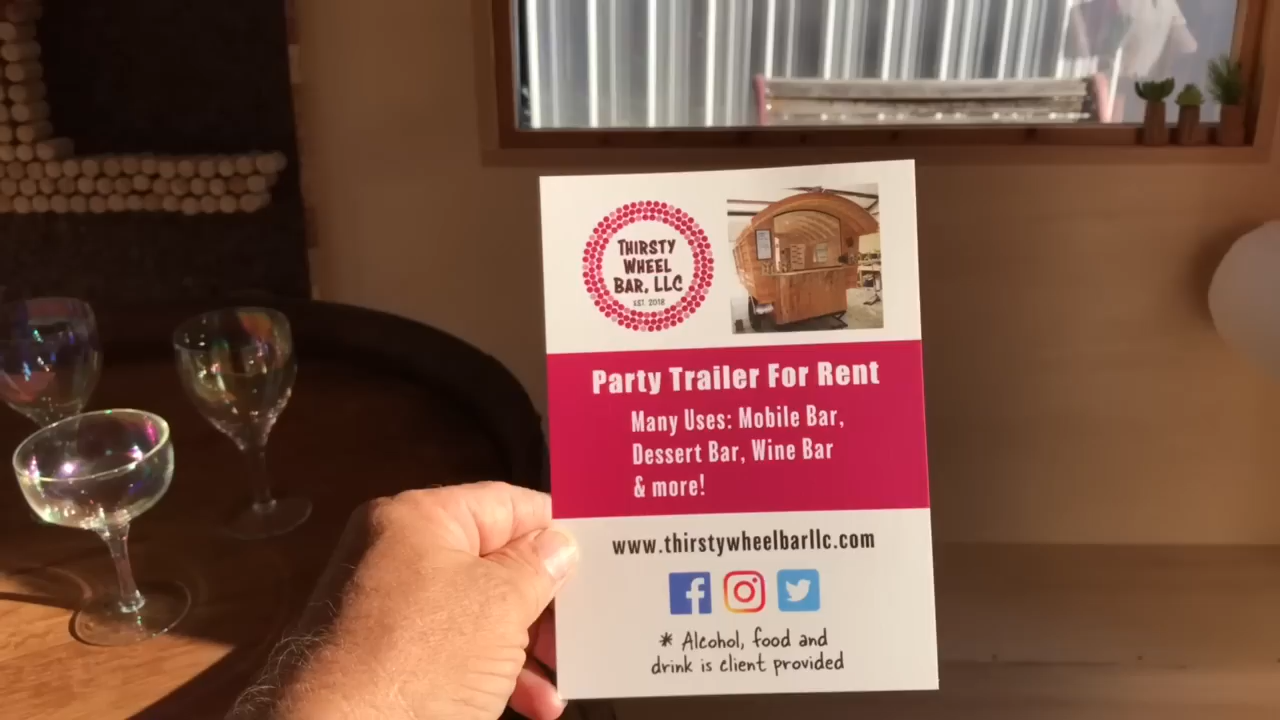 THIRSTY
WHEEL
BAR, LLC
EST. 2018
Party Trailer For Rent
Many Uses: Mobile Bar,
Dessert Bar, Wine Bar
& more!
www.thirstywheelbarllc.com
* Alcohol, food and
drink is client provided